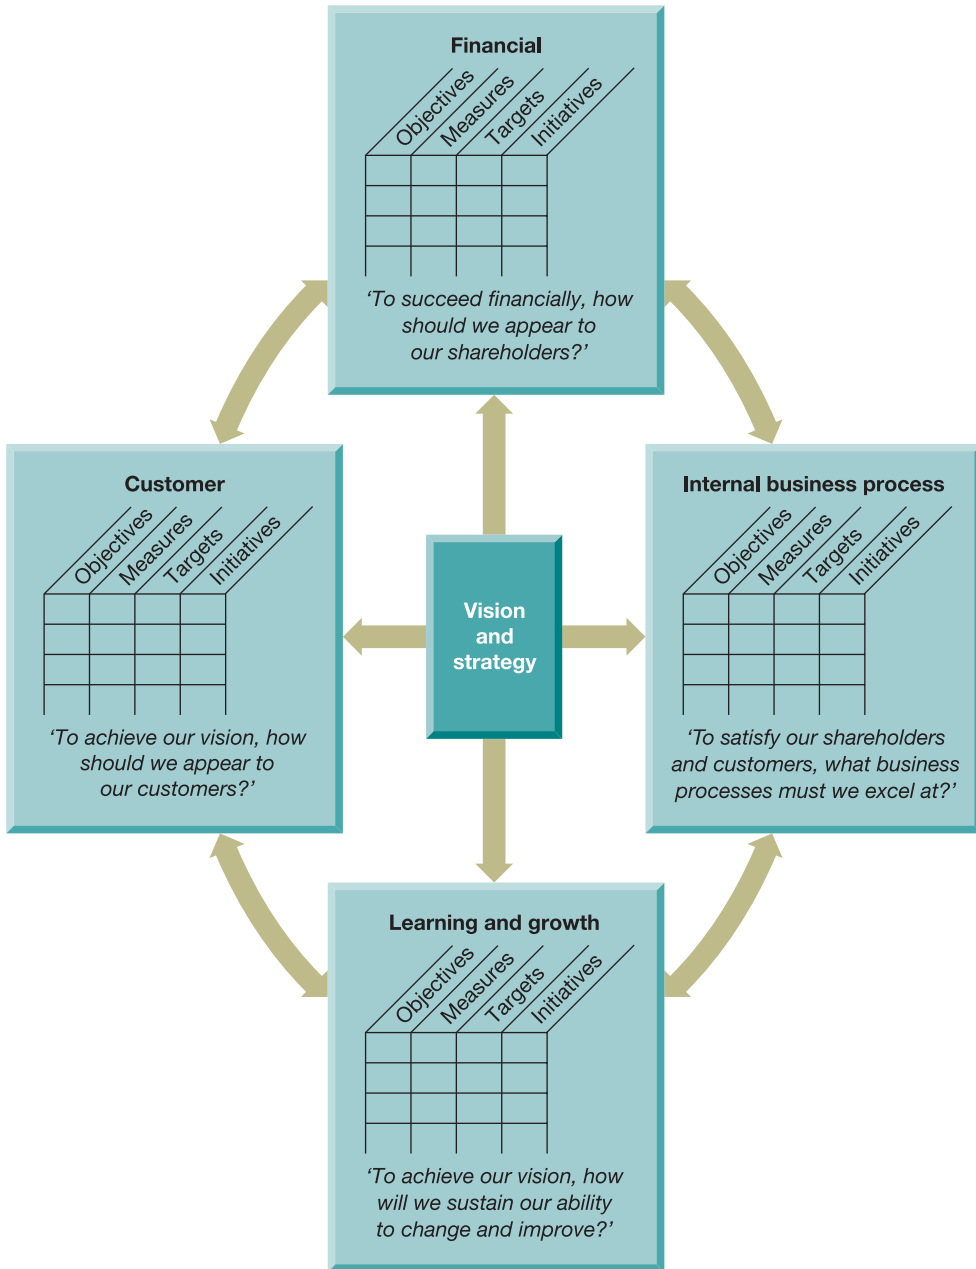 Financial
Objectives
Measures
Targets
Initiatives
‘To succeed financially, how
should we appear to
our shareholders?’
Customer
Objectives
Measures
Targets
Initiatives
‘To achieve our vision, how
should we appear to
our customers?’
Vision
and
strategy
Internal business process
Objectives
Measures
Targets
Initiatives
‘To satisfy our shareholders
and customers, what business
processes must we excel at?’
Learning and growth
Objectives
Measures
Targets
Initiatives
‘To achieve our vision, how
will we sustain our ability
to change and improve?’